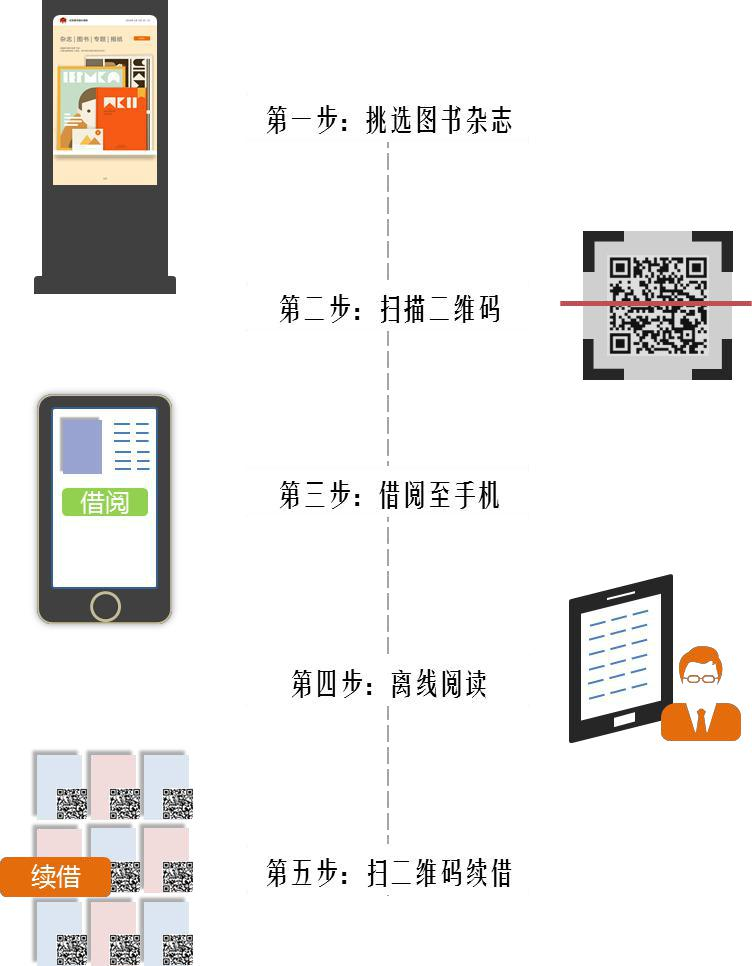 杂志 | 图书 | 专题 | 报纸
第一步：挑选图书杂志
第二步：扫描二维码
借阅
第三步：借阅至手机
第四步：离线阅读
续借
第五步：扫二维码续借